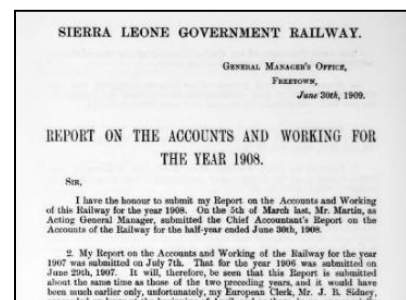 SIERRA LEONE GOVERNMENT RAILWAY.
GENERAL MANAGER'S OFFICE,
FREETOWN,
June 30th, 1909.
REPORT ON THE ACCOUNTS AND WORKING FOR
THE YEAR 1908.
SIR,
I have the honour to submit my Report on the Accounts and Working
of this Railway for the year 1908. On the 5th of March last, Mr. Martin, as
Acting General Manager, submitted the Chief Accountant's Report on the
Accounts of the Railway for the half-year ended June 30th, 1908.
2. My Report on the Accounts and Working of the Railway for the year
1907 was submitted on July 7th. That for the year 1906 was submitted on
June 29th, 1907. It will, therefore, be seen that this Report is submitted
about the same time as those of the two preceding years, and it would have
been much earlier only, unfortunately, my European Clerk, Mr. J. B. Sidney,